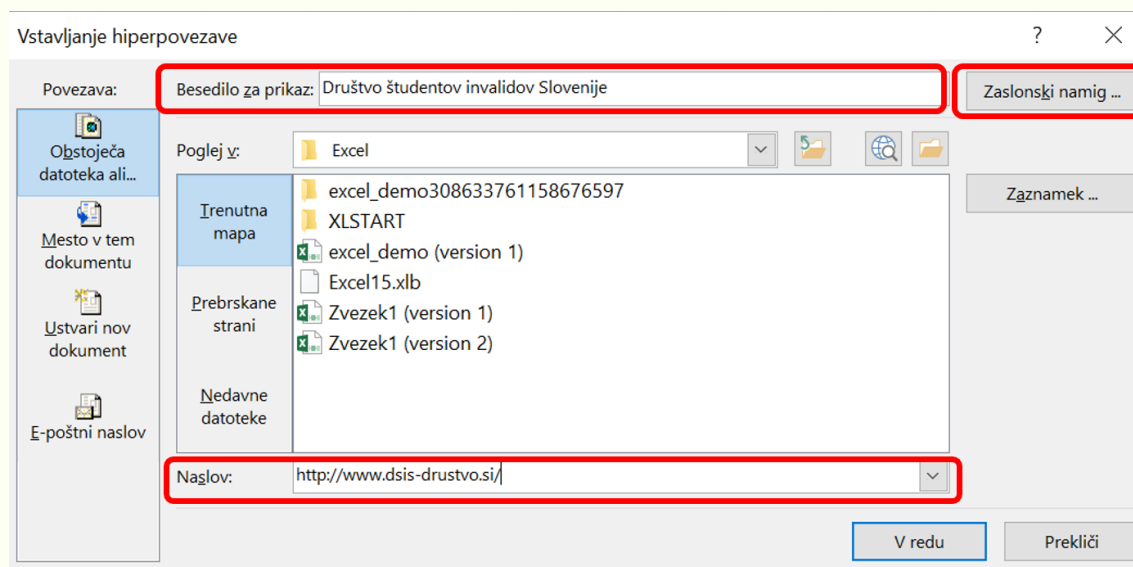 Vstavljanje hiperpovezave
?
Povezava:
Besedilo za prikaz: Društvo študentov invalidov Slovenije
Zaslonski namig ...
Obstoječa
datoteka ali...
Poglej v:
Excel
Mesto v tem
dokumentu
Ustvari nov
dokument
E-poštni naslov
Trenutna
mapa
Prebrskane
strani
Nedavne
datoteke
excel_demo308633761158676597
XLSTART
excel_demo (version 1)
Excel15.xlb
Zvezek1 (version 1)
Zvezek1 (version 2)
Zaznamek ...
Naslov: http://www.dsis-drustvo.si/
V redu
Prekliči